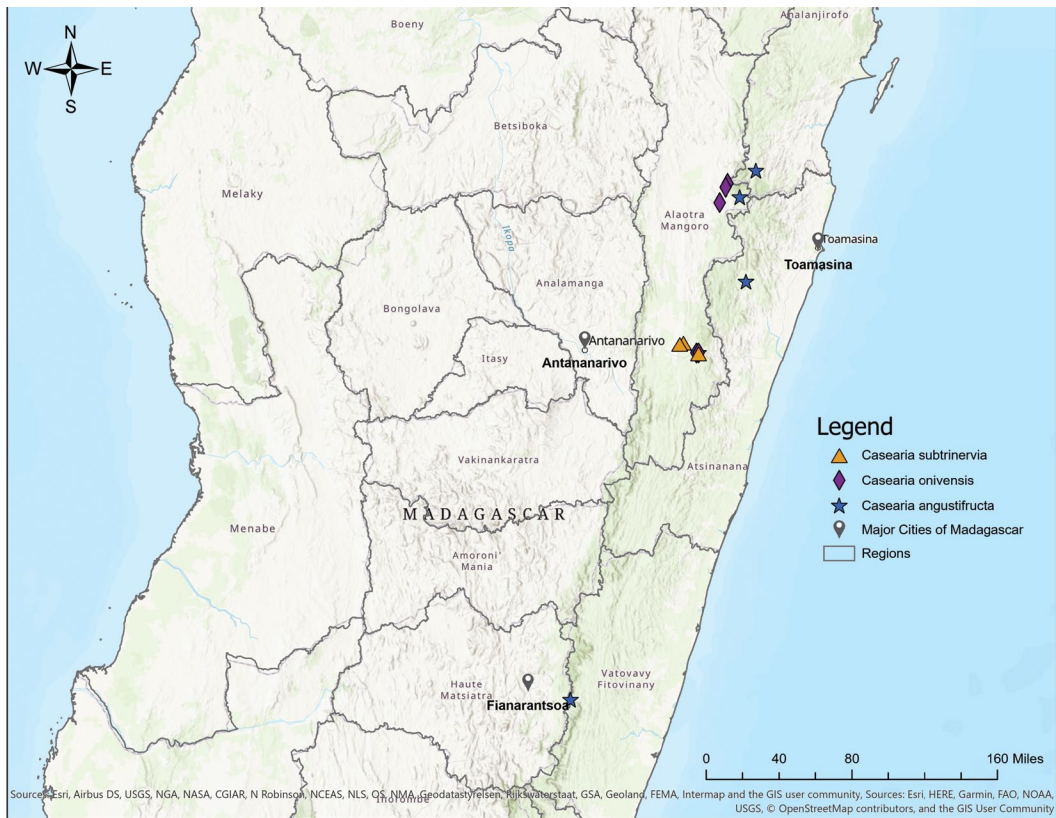 Analanjirofo
Boeny
N
W E
S
Betsiboka
Melaky
Alaotra
Mangoro
Ikopa
Toamasina
Toamasina
Analamanga
Bongolava
Antananarivo
Itasy
Antananarivo
Legend
Casearia subtrinervia
Vakinankaratra
Atsinanana
Casearia onivensis
Casearia angustifructa
MADAGASCAR
Menabe
Major Cities of Madagascar
Amoroni'
Mania
Regions
Haute
Matsiatra
Vatovavy
Fitovinany
Fianarantsoa
0 40 80 160 Miles
Sources: Esri, Airbus DS, USGS, NGA, NASA, CGIAR, N Robinson, NCEAS, NLS, OS, NMA, Geodatastyrelsen, Rijkswaterstaat, GSA, Geoland, FEMA, Intermap and the GIS user community, Sources: Esri, HERE, Garmin, FAO, NOAA,
Ihorombe
USGS, © OpenStreetMap contributors, and the GIS User Community